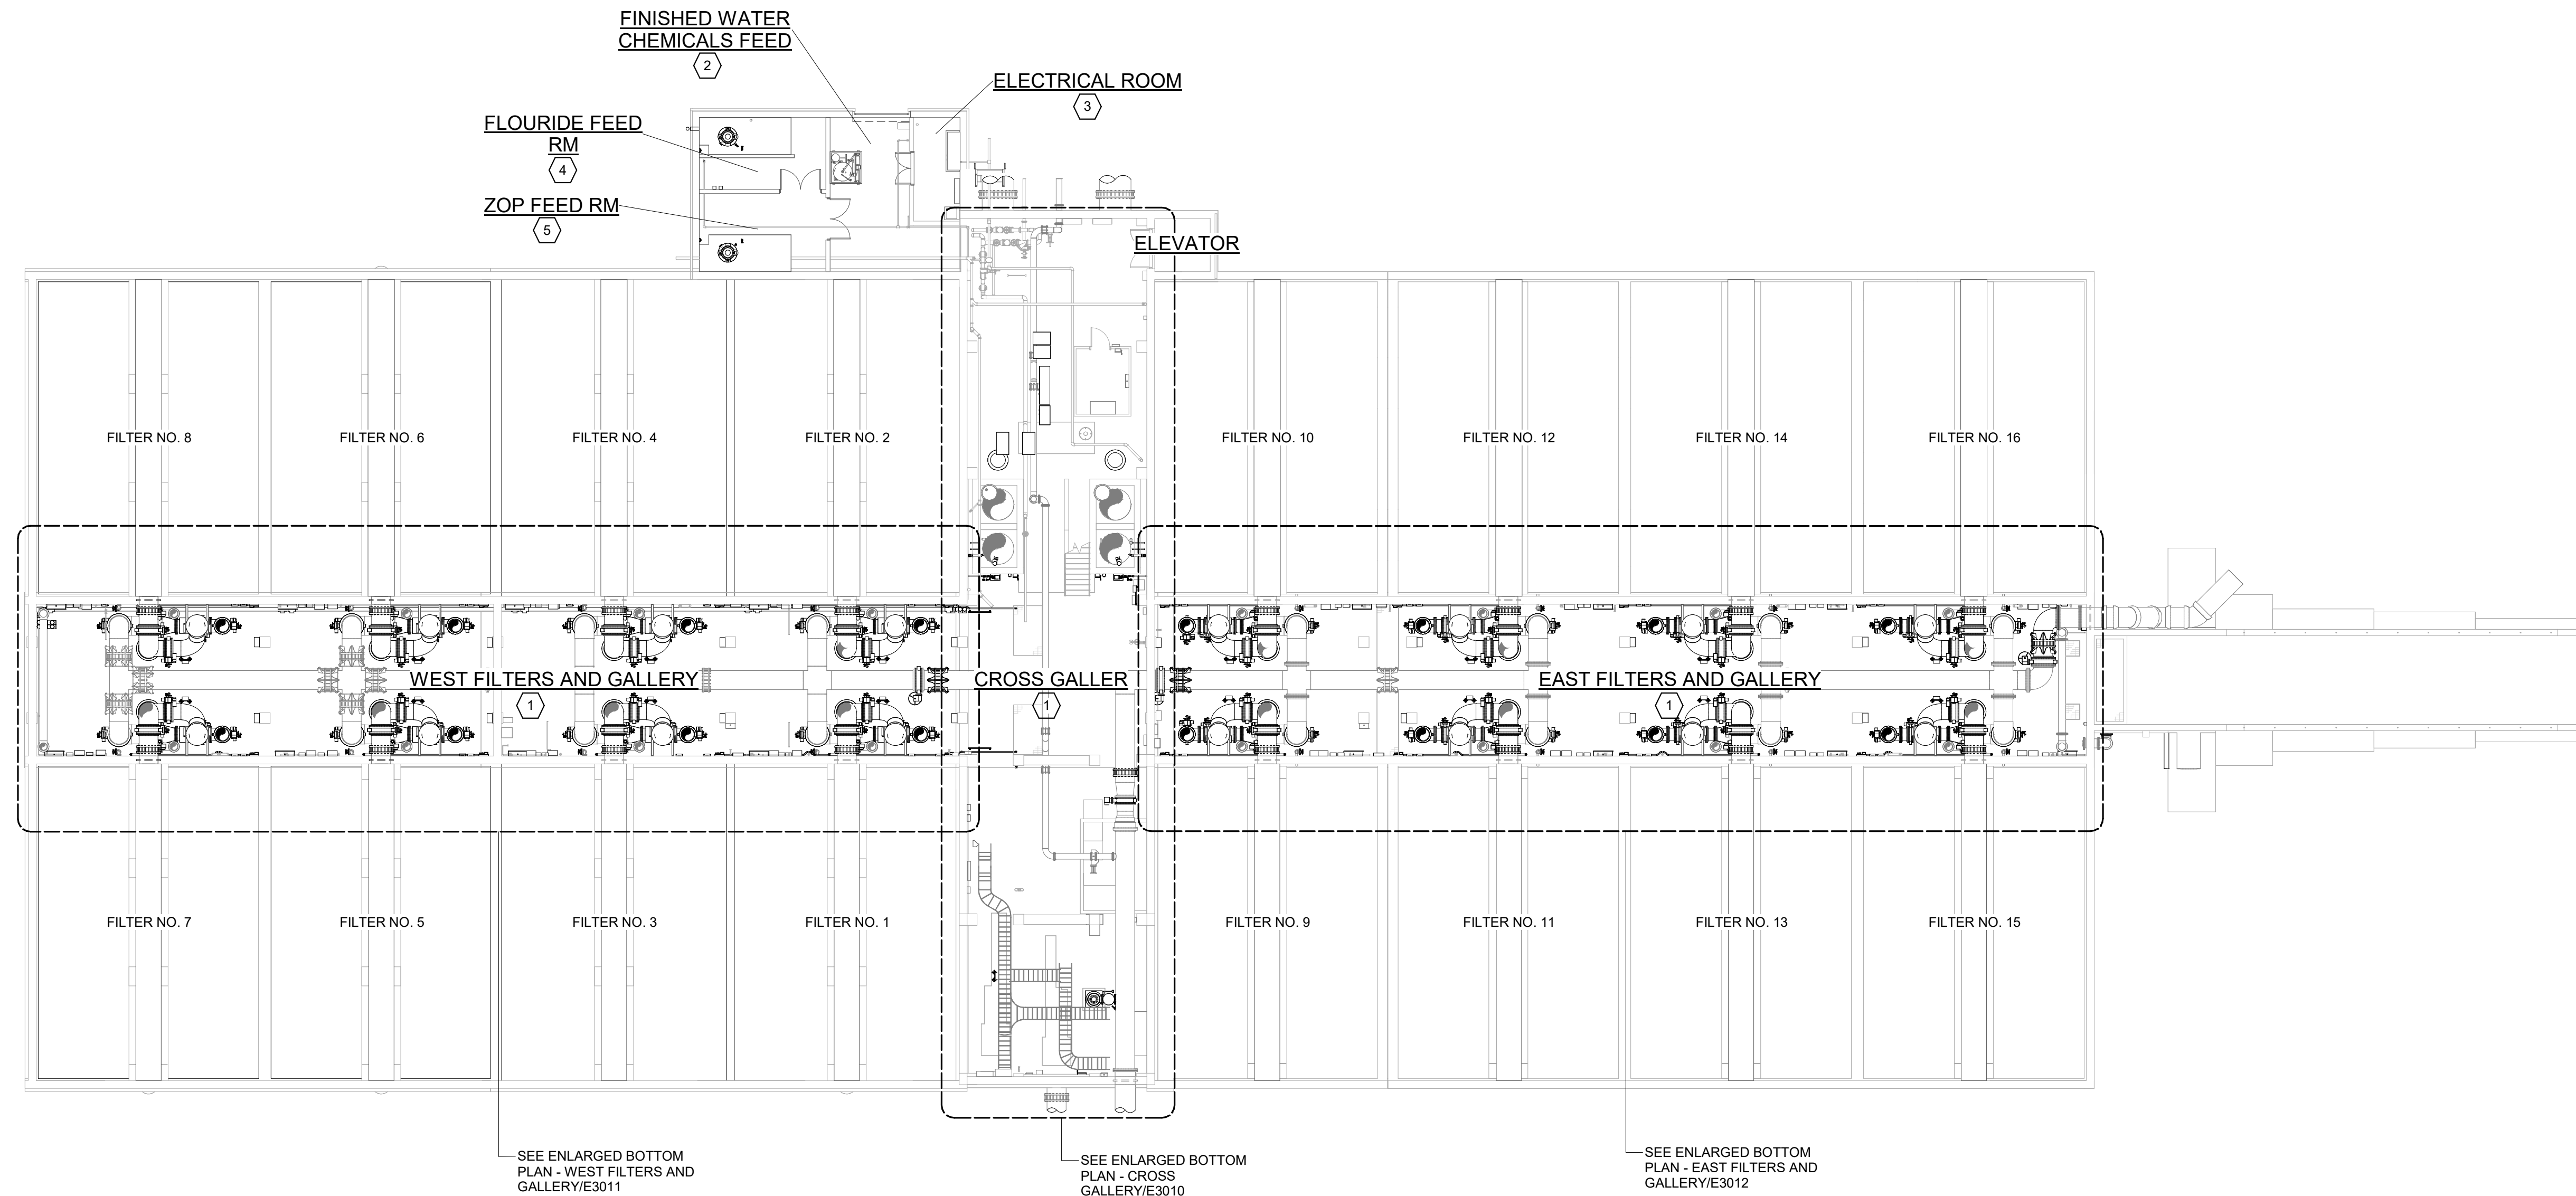 FINISHED WATER
CHEMICALS FEED
2
ELECTRICAL ROOM
3
FLOURIDE FEED
RM
4
ZOP FEED RM
5
ELEVATOR
FILTER NO. 8
FILTER NO. 6
FILTER NO. 4
FILTER NO. 2
FILTER NO. 10
FILTER NO. 12
FILTER NO. 14
FILTER NO. 16
WEST FILTERS AND GALLERY
1
CROSS GALLER
1
EAST FILTERS AND GALLERY
1
FILTER NO. 7
FILTER NO. 5
FILTER NO. 3
FILTER NO. 1
FILTER NO. 9
FILTER NO. 11
FILTER NO. 13
FILTER NO. 15
SEE ENLARGED BOTTOM
PLAN - WEST FILTERS AND
GALLERY/E3011
SEE ENLARGED BOTTOM
PLAN - CROSS
GALLERY/E3010
SEE ENLARGED BOTTOM
PLAN - EAST FILTERS AND
GALLERY/E3012